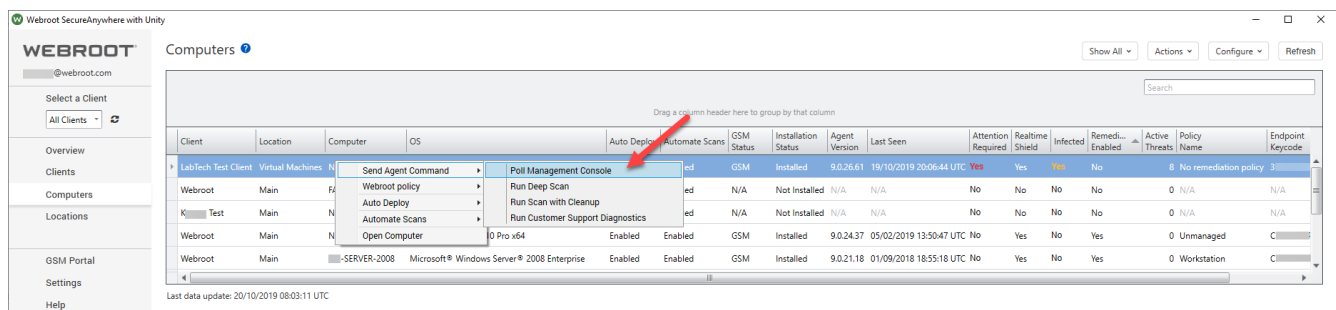 Webroot SecureAnywhere with Unity
WEBROOT
Computers
Show All
Actions
Configure
Refresh
@webroot.com
Select a Client
All Clients
Overview
Clients
Computers
Locations
GSM Portal
Settings
Help
Search
Drag a column header here to group by that column
Client Location Computer OS Auto Deploy Automate Scans GSM Status Installation Status Agent Version Last Seen Attention Required Realtime Shield Infected Remedi... Enabled Active Threats Policy Name Endpoint Keycode
LabTech Test Client Virtual Machines N ed GSM Installed 9.0.26.61 19/10/2019 20:06:44 UTC Yes Yes Yes No 8 No remediation policy 3
Webroot Main FA ed N/A Not Installed N/A N/A No No No No 0 N/A N/A
K Test Main N ed N/A Not Installed N/A N/A No No No No 0 N/A N/A
Webroot Main N 10 Pro x64 Enabled Enabled GSM Installed 9.0.24.37 05/02/2019 13:50:47 UTC No Yes No Yes 0 Unmanaged C
Webroot Main -SERVER-2008 Microsoft® Windows Server® 2008 Enterprise Enabled Enabled GSM Installed 9.0.21.18 01/09/2018 18:55:18 UTC No Yes No Yes 0 Workstation C
Send Agent Command
Webroot policy
Auto Deploy
Automate Scans
Open Computer
Poll Management Console
Run Deep Scan
Run Scan with Cleanup
Run Customer Support Diagnostics
Last data update: 20/10/2019 08:03:11 UTC